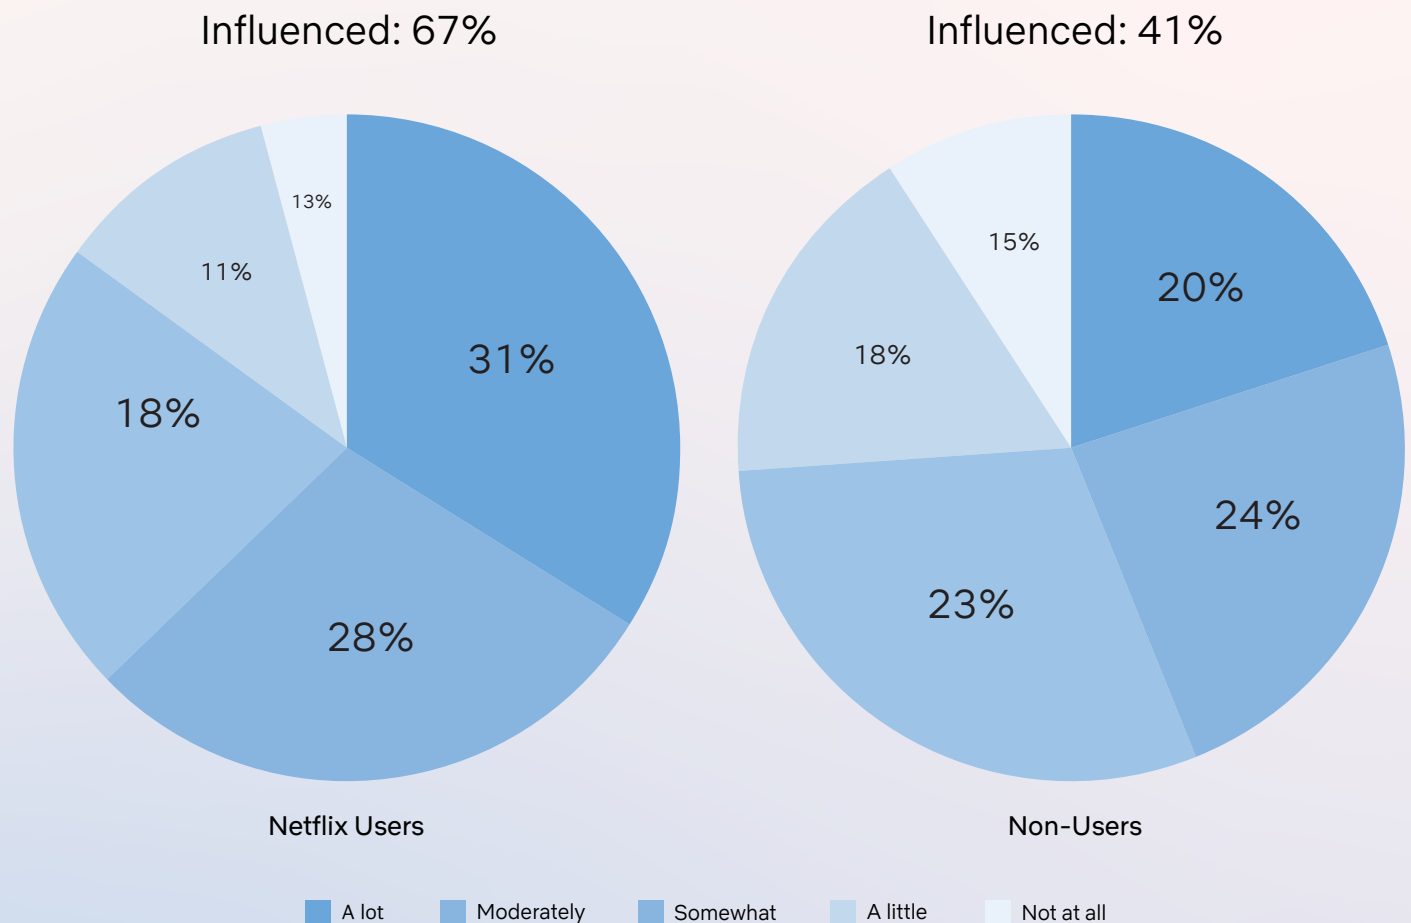 Influenced: 67%
Influenced: 41%
13%
11%
31%
18%
28%
15%
20%
18%
24%
23%
Netflix Users
Non-Users
A lot
Moderately
Somewhat
A little
Not at all